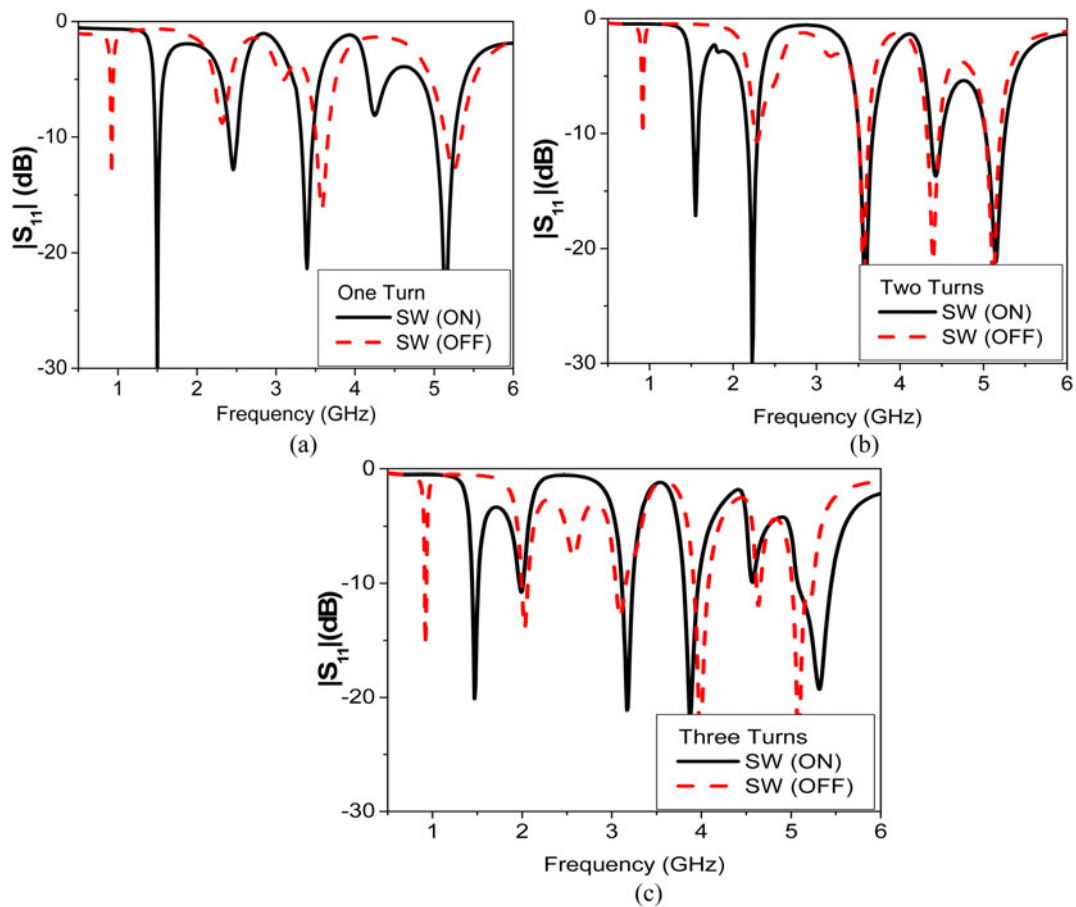 0
-10
-20
-30
|S₁₁| (dB)
One Turn
SW (ON)
SW (OFF)
1 2 3 4 5 6
Frequency (GHz)
(a)
0
-10
-20
-30
|S₁₁|(dB)
Two Turns
SW (ON)
SW (OFF)
1 2 3 4 5 6
Frequency (GHz)
(b)
0
-10
-20
-30
|S₁₁|(dB)
Three Turns
SW (ON)
SW (OFF)
1 2 3 4 5 6
Frequency (GHz)
(c)